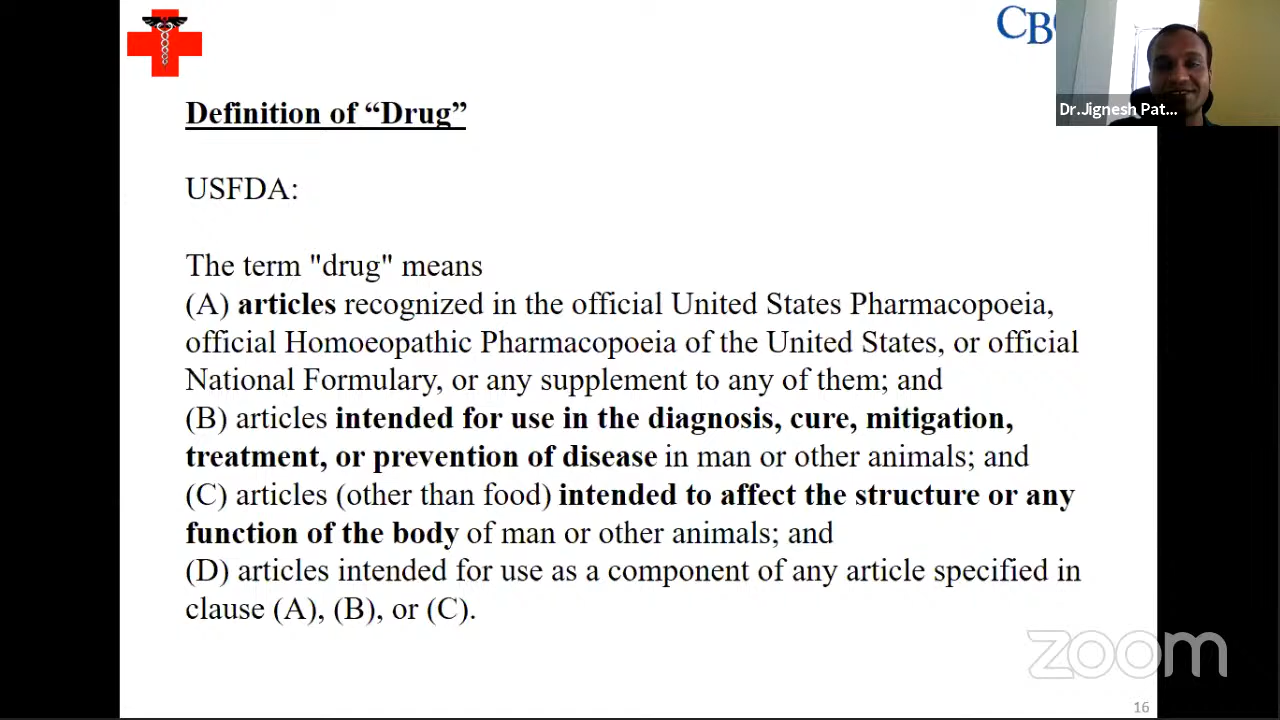 CB
Dr.Jignesh Pat...
Definition of “Drug”
USFDA:
The term "drug" means
(A) articles recognized in the official United States Pharmacopoeia,
official Homoeopathic Pharmacopoeia of the United States, or official
National Formulary, or any supplement to any of them; and
(B) articles intended for use in the diagnosis, cure, mitigation,
treatment, or prevention of disease in man or other animals; and
(C) articles (other than food) intended to affect the structure or any
function of the body of man or other animals; and
(D) articles intended for use as a component of any article specified in
clause (A), (B), or (C).
zoom
16